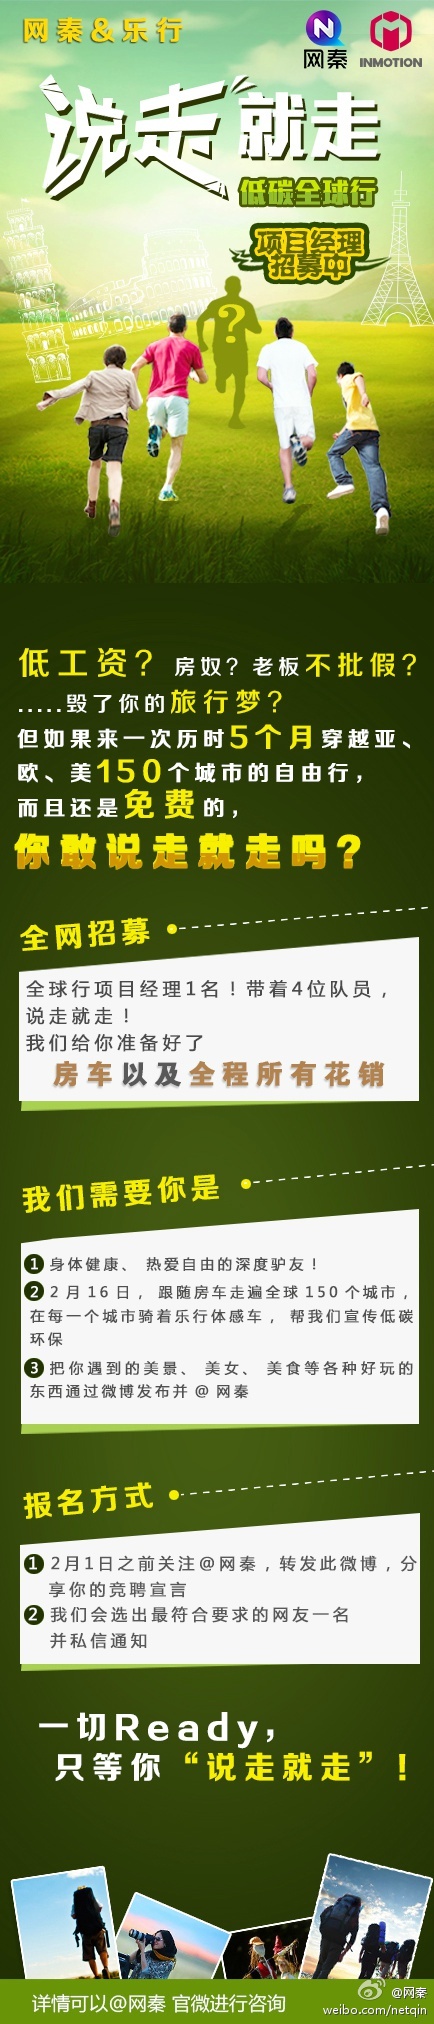 网秦&乐行
网秦
INMOTION
说走就走
低碳全球行
项目经理
招募中
?
低工资？房奴？老板不批假？
.....毁了你的旅行梦？
但如果来一次历时5个月穿越亚、
欧、美150个城市的自由行，
而且还是免费的，
你敢说走就走吗？
全网招募
全球行项目经理1名！带着4位队员，
说走就走！
我们给你准备好了
房车以及全程所有花销
我们需要你是
1 身体健康、热爱自由的深度驴友！
2 2月16日，跟随房车走遍全球150个城市，
在每一个城市骑着乐行体感车，帮我们宣传低碳
环保
3 把你遇到的美景、美女、美食等各种好玩的
东西通过微博发布并@网秦
报名方式
1 2月1日之前关注@网秦，转发此微博，分
享你的竞聘宣言
2 我们会选出最符合要求的网友一名
并私信通知
一切Ready，
只等你“说走就走”！
详情可以@网秦 官微进行咨询
@网秦
weibo.com/netqin